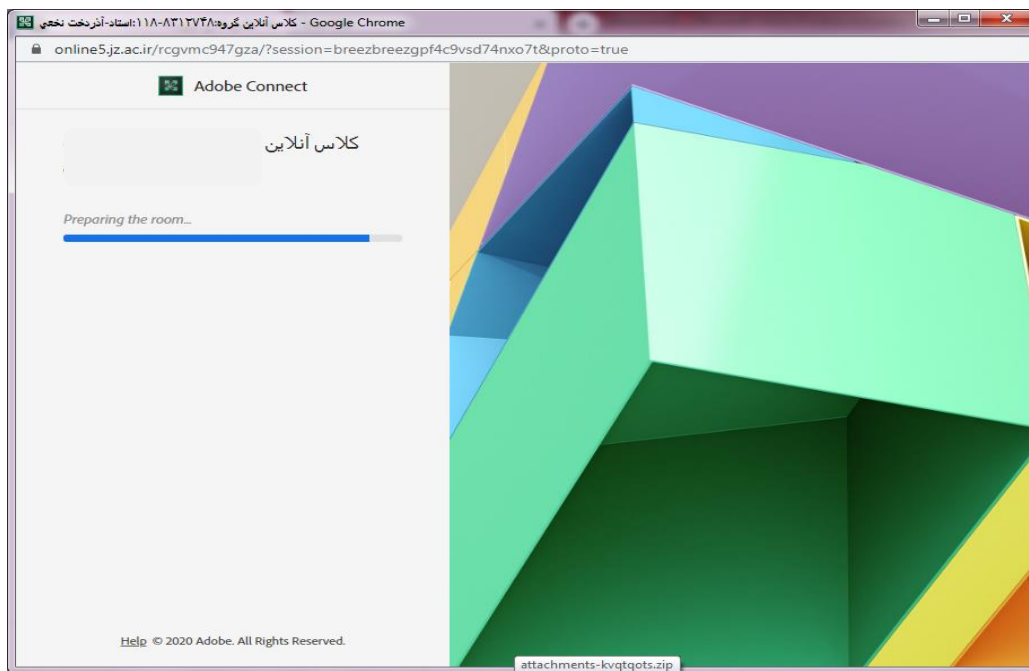 کلاس آنلاین گروه:۸۳۱۲۷۴۸-۱۱۸:استاد-آذردخت نخعي - Google Chrome
online5.jz.ac.ir/rcgvmc947gza/?session=breezbreezgpf4c9vsd74nxo7t&proto=true
Adobe Connect
کلاس آنلاین
Preparing the room...
Help © 2020 Adobe. All Rights Reserved.
attachments-kvqtqots.zip